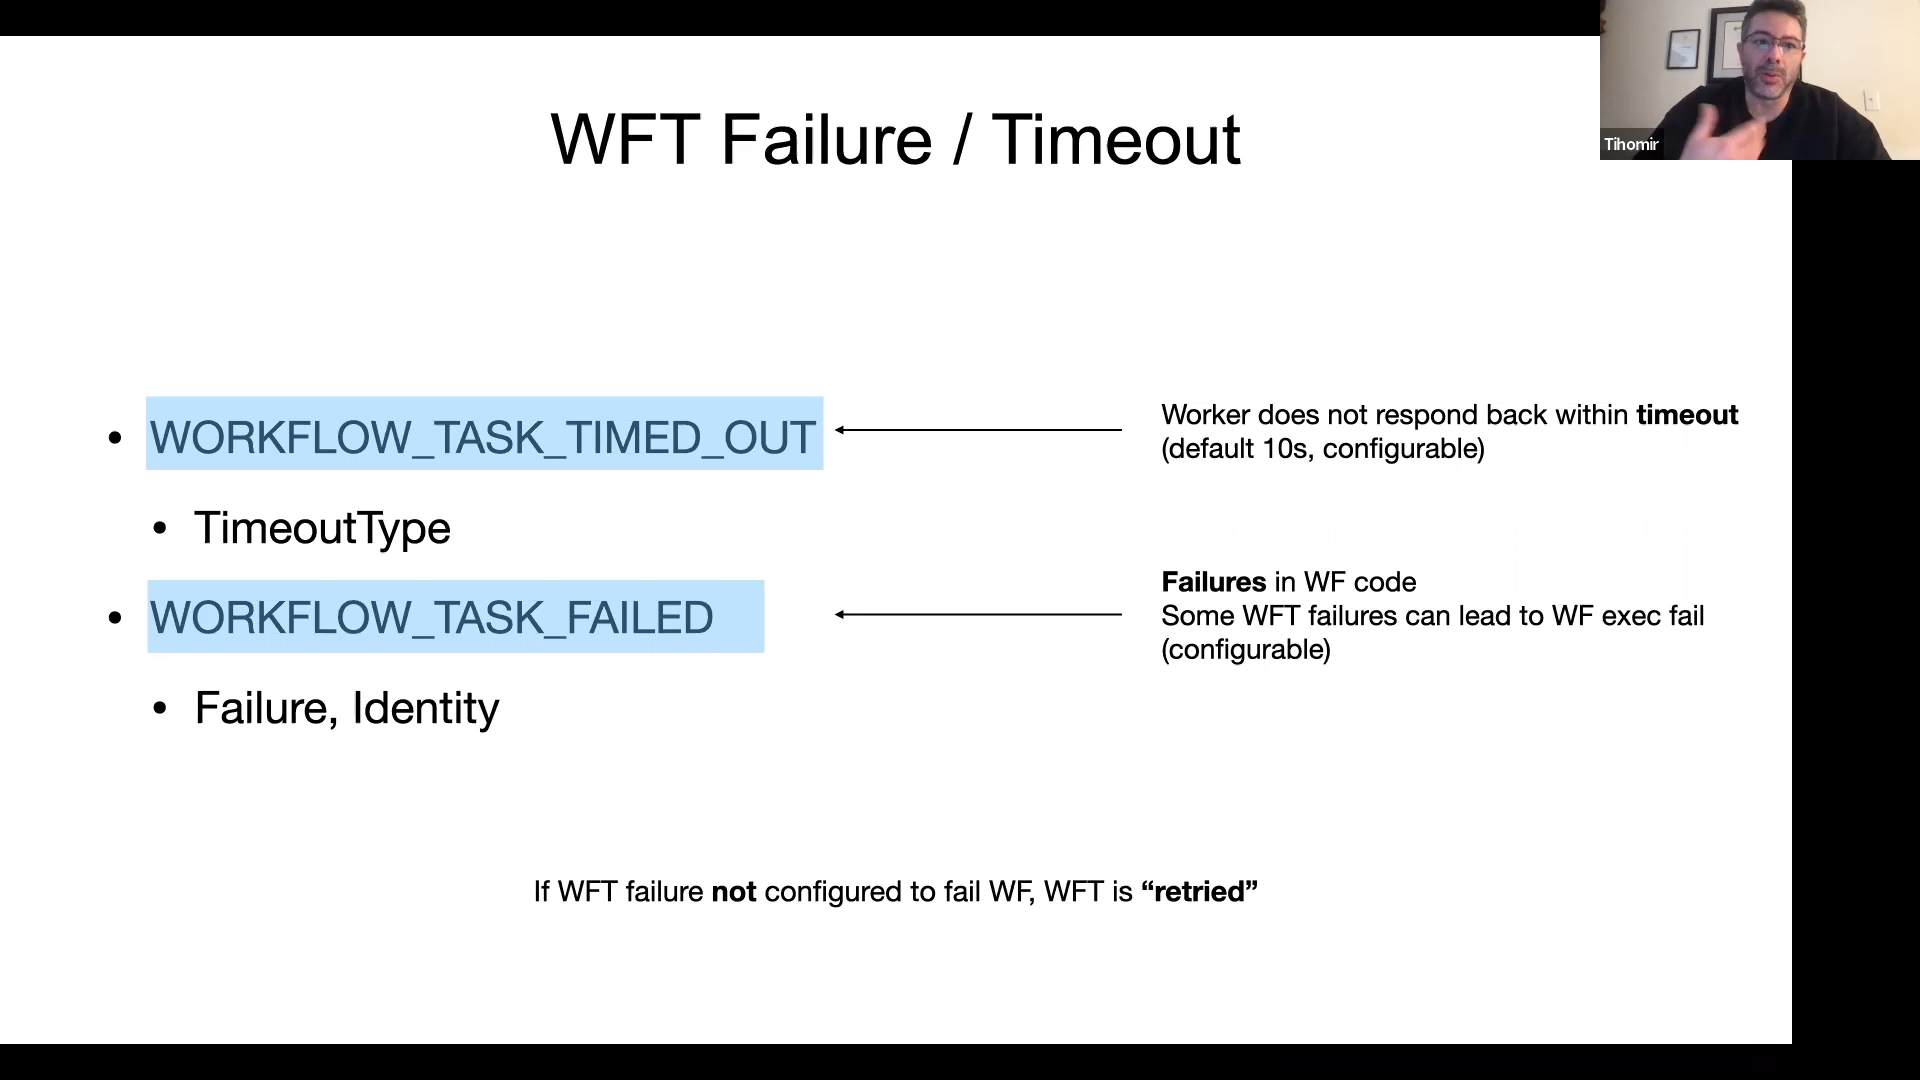 WFT Failure / Timeout
Tihomir
• WORKFLOW_TASK_TIMED_OUT
Worker does not respond back within timeout
(default 10s, configurable)
• TimeoutType
• WORKFLOW_TASK_FAILED
Failures in WF code
Some WFT failures can lead to WF exec fail
(configurable)
• Failure, Identity
If WFT failure not configured to fail WF, WFT is “retried”